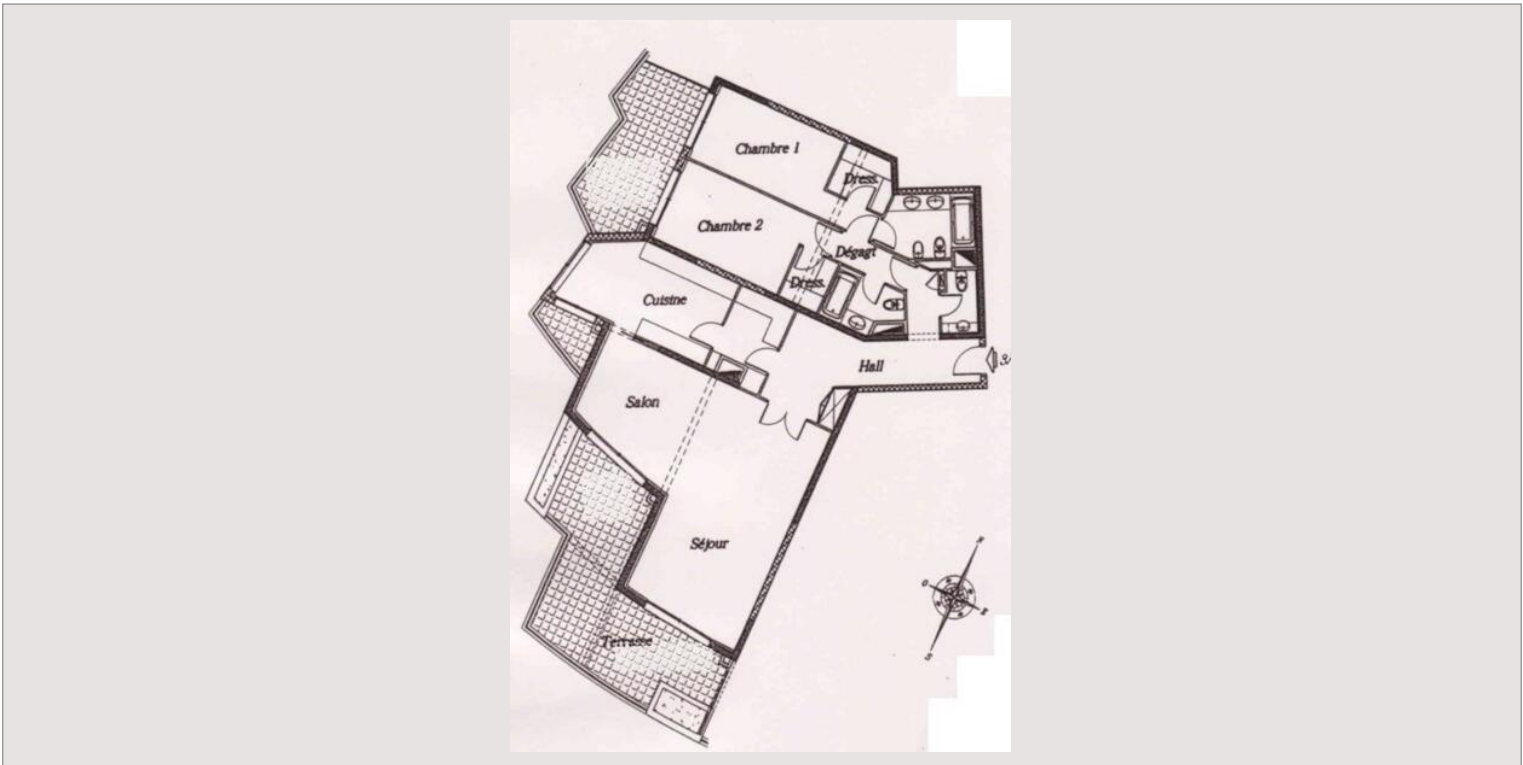 Chambre 1
Dress.
Chambre 2
Dégagt
Dress.
Cuisine
Hall
Salon
Séjour
N
O
E
S
Terrasse